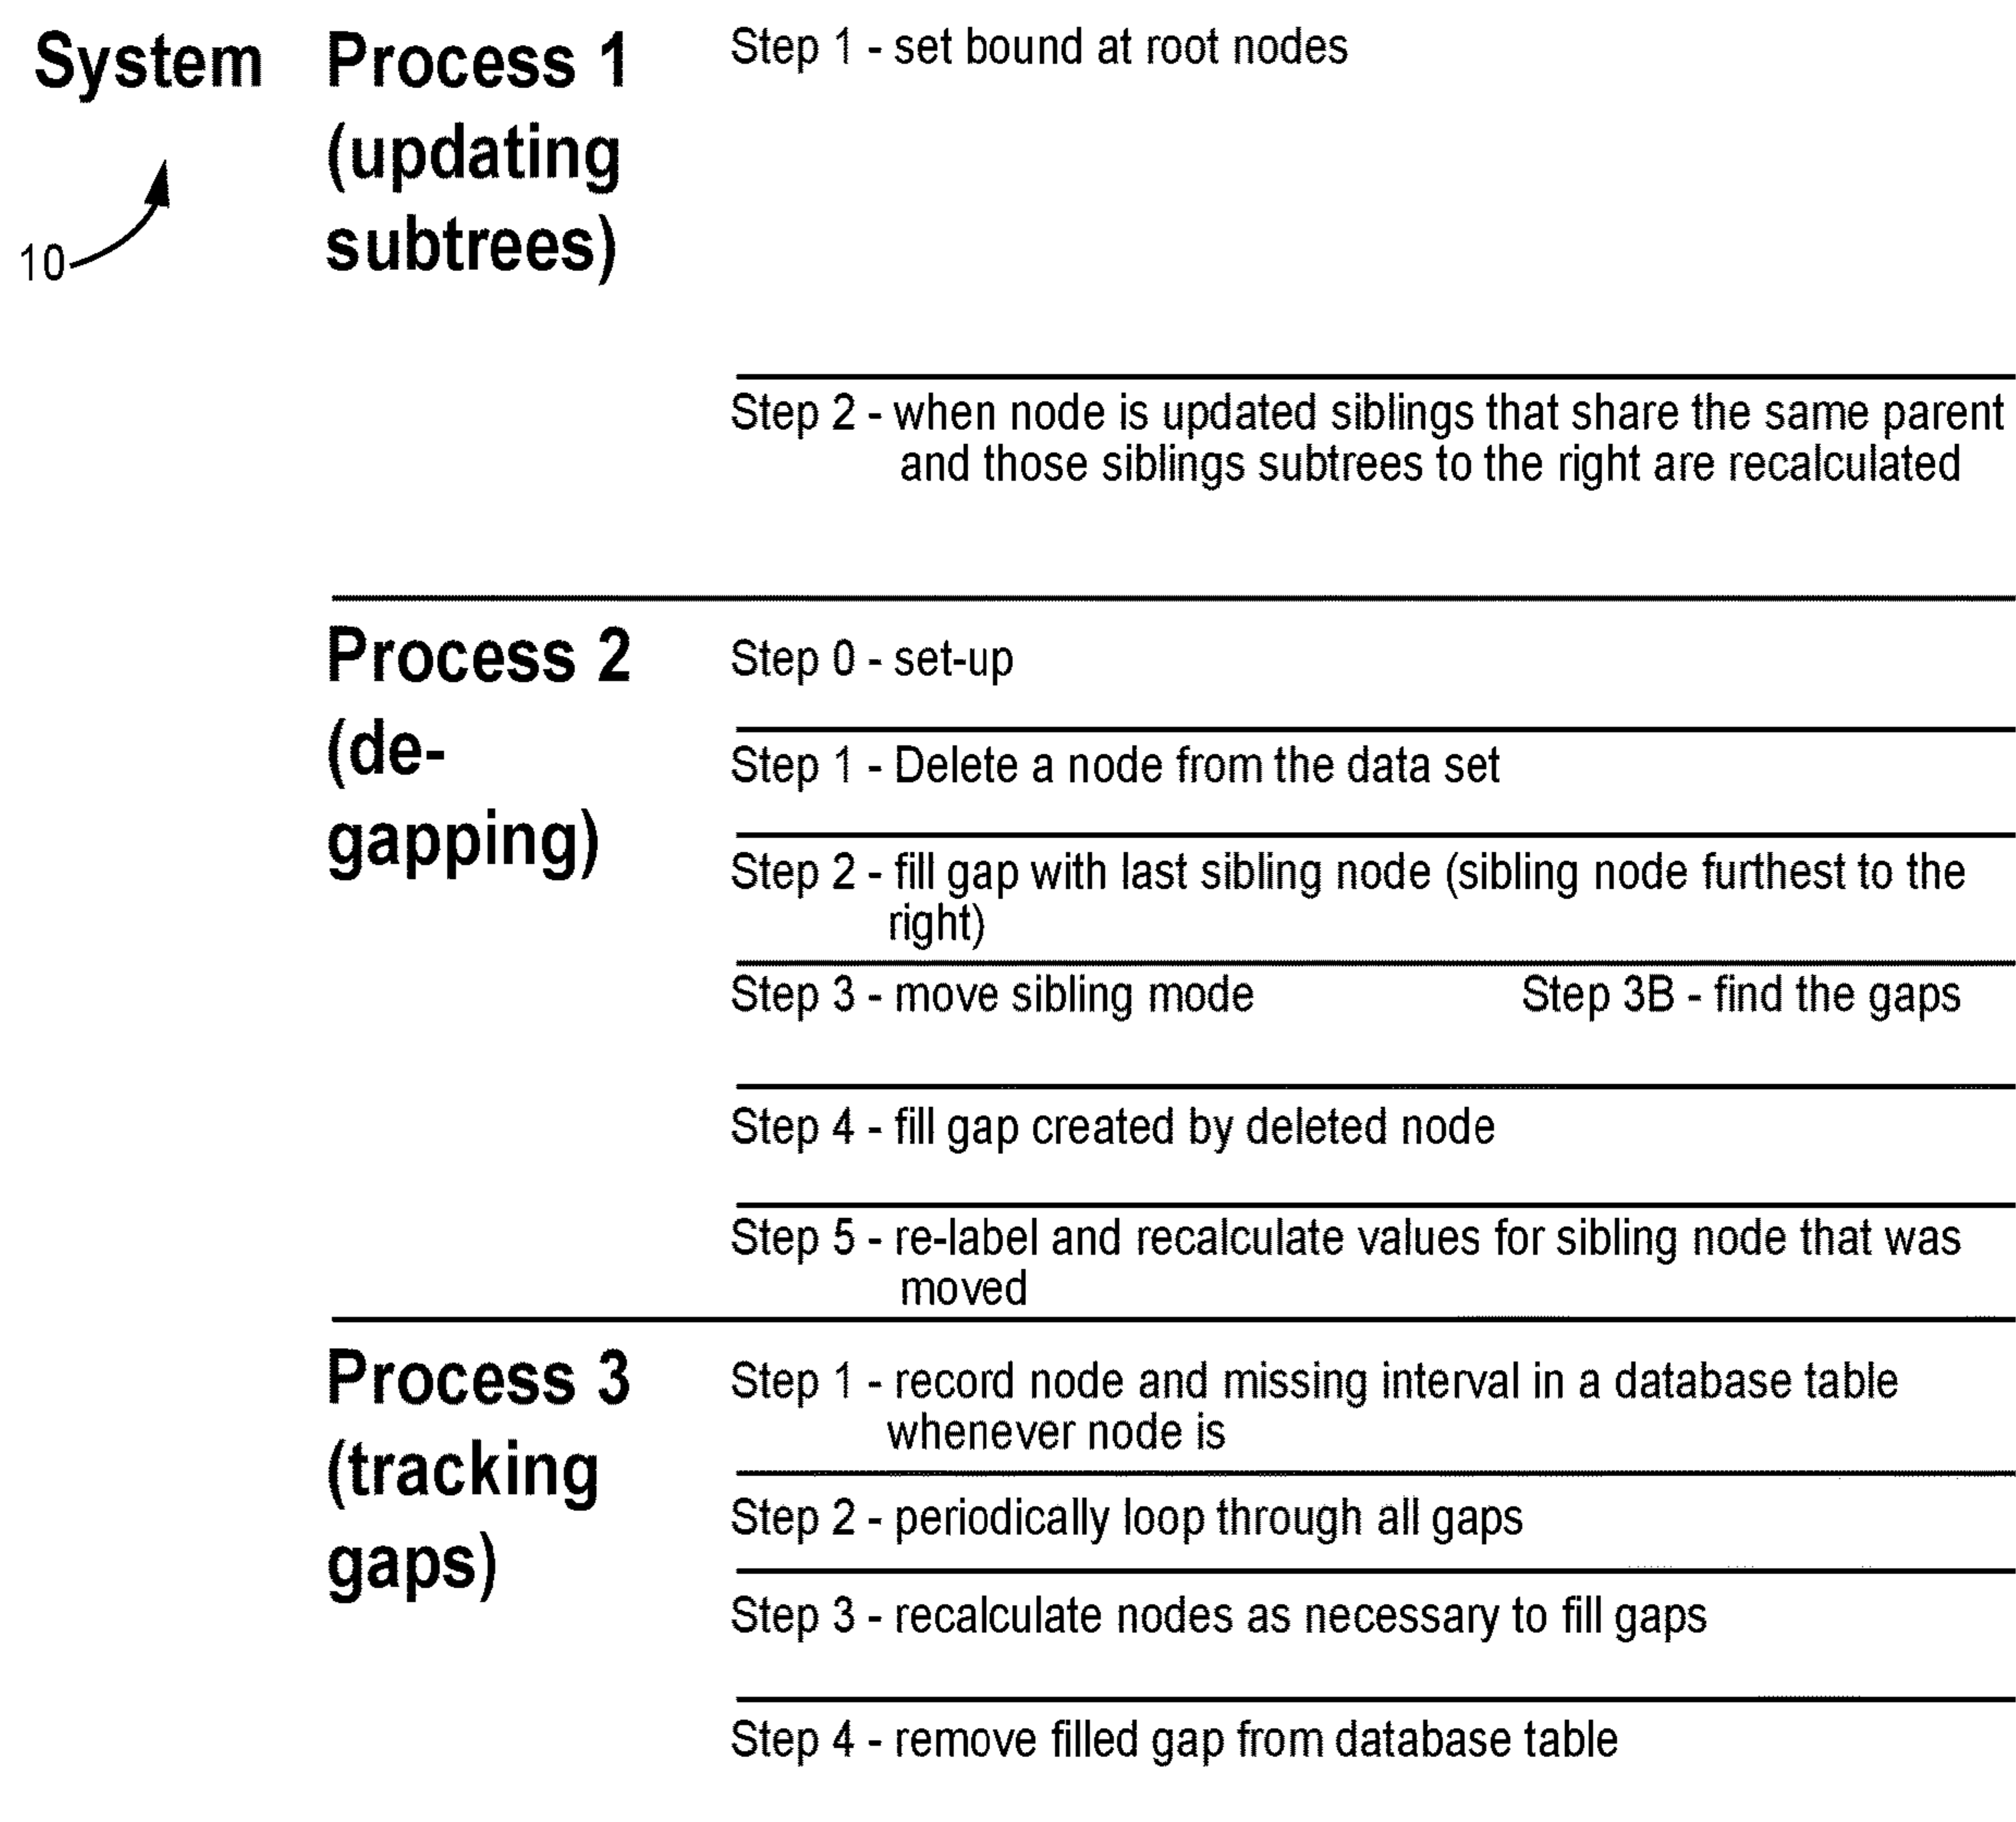 System
10
Process 1
(updating
subtrees)
Step 1 - set bound at root nodes
Step 2 - when node is updated siblings that share the same parent
and those siblings subtrees to the right are recalculated
Process 2
(de-
gapping)
Step 0 - set-up
Step 1 - Delete a node from the data set
Step 2 - fill gap with last sibling node (sibling node furthest to the
right)
Step 3 - move sibling mode
Step 3B - find the gaps
Step 4 - fill gap created by deleted node
Step 5 - re-label and recalculate values for sibling node that was
moved
Process 3
(tracking
gaps)
Step 1 - record node and missing interval in a database table
whenever node is
Step 2 - periodically loop through all gaps
Step 3 - recalculate nodes as necessary to fill gaps
Step 4 - remove filled gap from database table